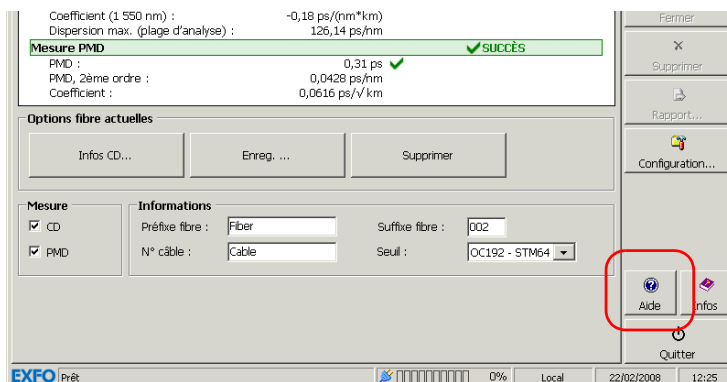 Coefficient (1 550 nm) : -0,18 ps/(nm*km)
Dispersion max. (plage d'analyse) : 126,14 ps/nm
Mesure PMD SUCCÈS
PMD : 0,31 ps
PMD, 2ème ordre : 0,0428 ps/nm
Coefficient : 0,0616 ps/√km
Options fibre actuelles
Infos CD... Enreg. ... Supprimer
Mesure
CD
PMD
Informations
Préfixe fibre : Fiber Suffixe fibre : 002
N° câble : Cable Seuil : OC192 - STM64
Fermer
Supprimer
Rapport...
Configuration...
Aide Infos
Quitter
EXFO Prêt 0% Local 22/02/2008 12:25